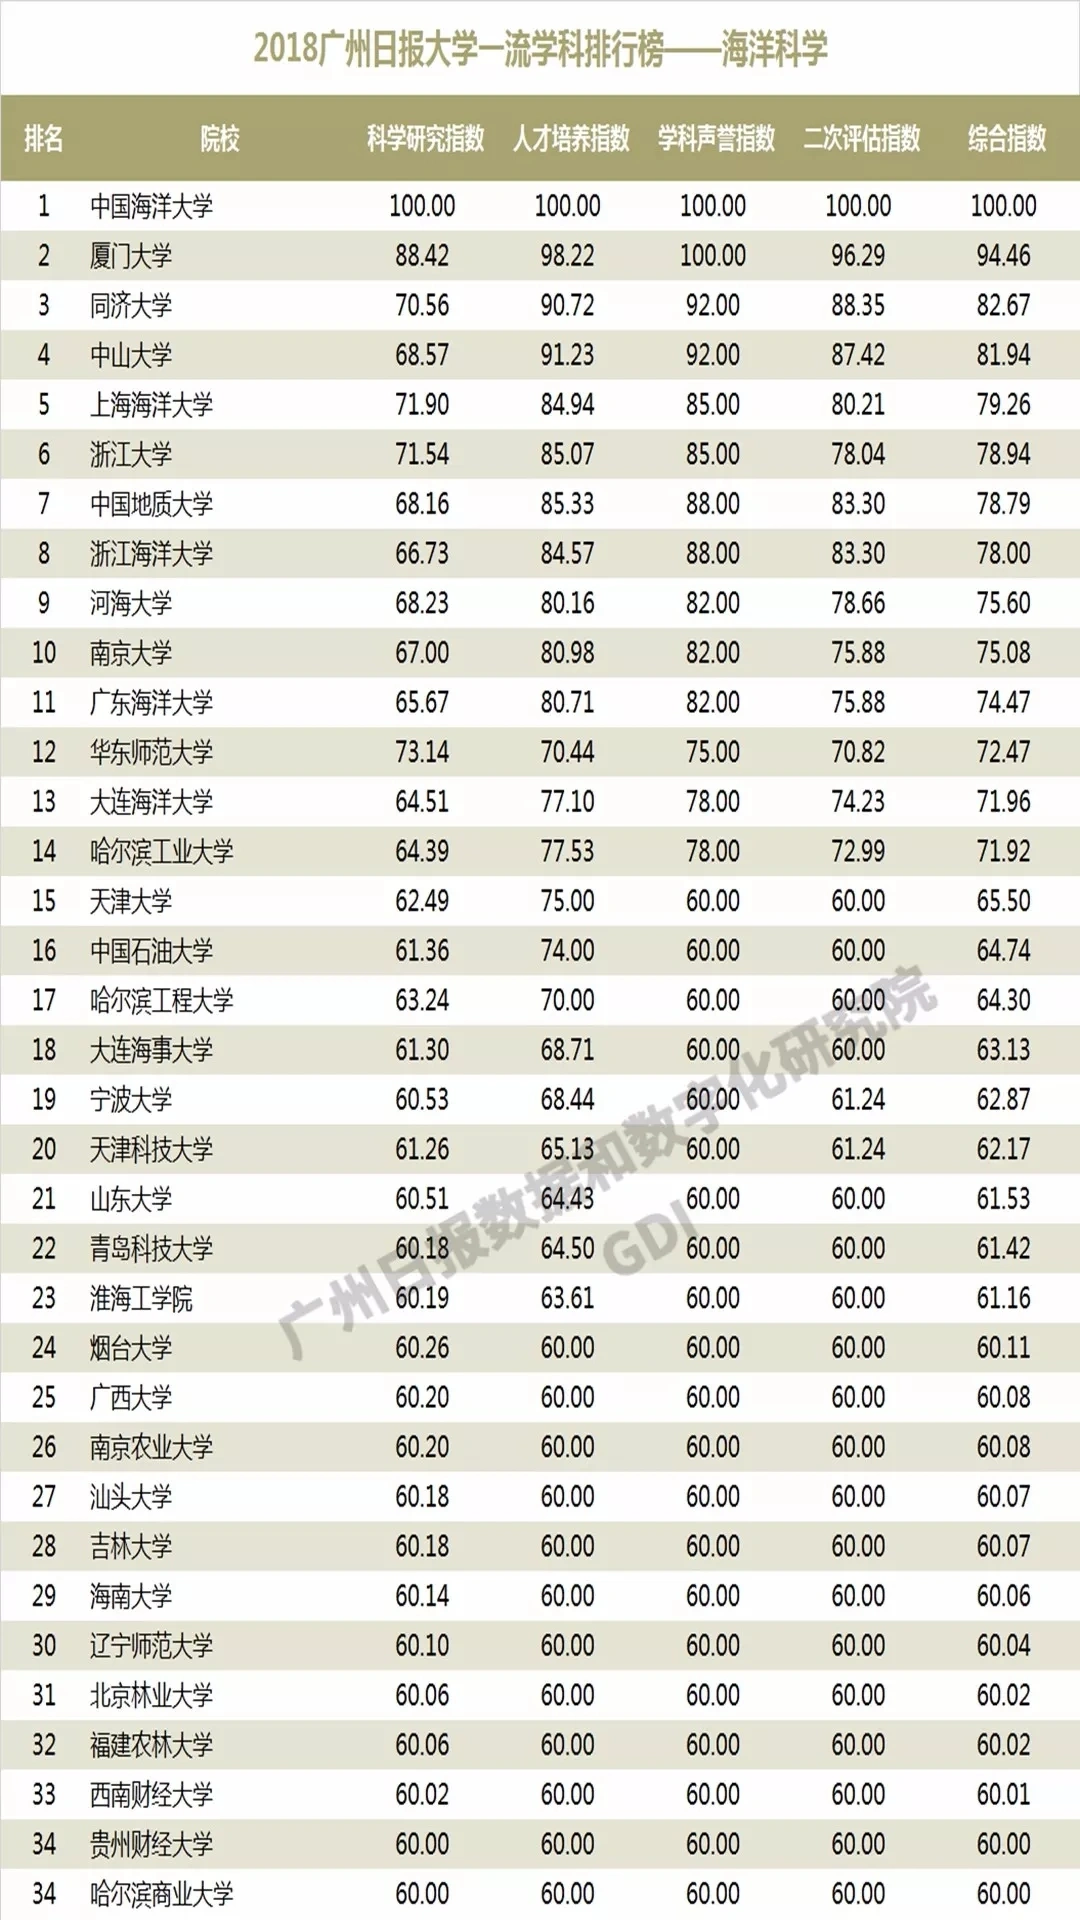 2018广州日报大学一流学科排行榜——海洋科学
排名 院校 科学研究指数 人才培养指数 学科声誉指数 二次评估指数 综合指数
1 中国海洋大学 100.00 100.00 100.00 100.00 100.00
2 厦门大学 88.42 98.22 100.00 96.29 94.46
3 同济大学 70.56 90.72 92.00 88.35 82.67
4 中山大学 68.57 91.23 92.00 87.42 81.94
5 上海海洋大学 71.90 84.94 85.00 80.21 79.26
6 浙江大学 71.54 85.07 85.00 78.04 78.94
7 中国地质大学 68.16 85.33 88.00 83.30 78.79
8 浙江海洋大学 66.73 84.57 88.00 83.30 78.00
9 河海大学 68.23 80.16 82.00 78.66 75.60
10 南京大学 67.00 80.98 82.00 75.88 75.08
11 广东海洋大学 65.67 80.71 82.00 75.88 74.47
12 华东师范大学 73.14 70.44 75.00 70.82 72.47
13 大连海洋大学 64.51 77.10 78.00 74.23 71.96
14 哈尔滨工业大学 64.39 77.53 78.00 72.99 71.92
15 天津大学 62.49 75.00 60.00 60.00 65.50
16 中国石油大学 61.36 74.00 60.00 60.00 64.74
17 哈尔滨工程大学 63.24 70.00 60.00 60.00 64.30
18 大连海事大学 61.30 68.71 60.00 60.00 63.13
19 宁波大学 60.53 68.44 60.00 61.24 62.87
20 天津科技大学 61.26 65.13 60.00 61.24 62.17
21 山东大学 60.51 64.43 60.00 60.00 61.53
22 青岛科技大学 60.18 64.50 60.00 60.00 61.42
23 淮海工学院 60.19 63.61 60.00 60.00 61.16
24 烟台大学 60.26 60.00 60.00 60.00 60.11
25 广西大学 60.20 60.00 60.00 60.00 60.08
26 南京农业大学 60.20 60.00 60.00 60.00 60.08
27 汕头大学 60.18 60.00 60.00 60.00 60.07
28 吉林大学 60.18 60.00 60.00 60.00 60.07
29 海南大学 60.14 60.00 60.00 60.00 60.06
30 辽宁师范大学 60.10 60.00 60.00 60.00 60.04
31 北京林业大学 60.06 60.00 60.00 60.00 60.02
32 福建农林大学 60.06 60.00 60.00 60.00 60.02
33 西南财经大学 60.02 60.00 60.00 60.00 60.01
34 贵州财经大学 60.00 60.00 60.00 60.00 60.00
34 哈尔滨商业大学 60.00 60.00 60.00 60.00 60.00
广州日报数据和数字化研究院
GDI